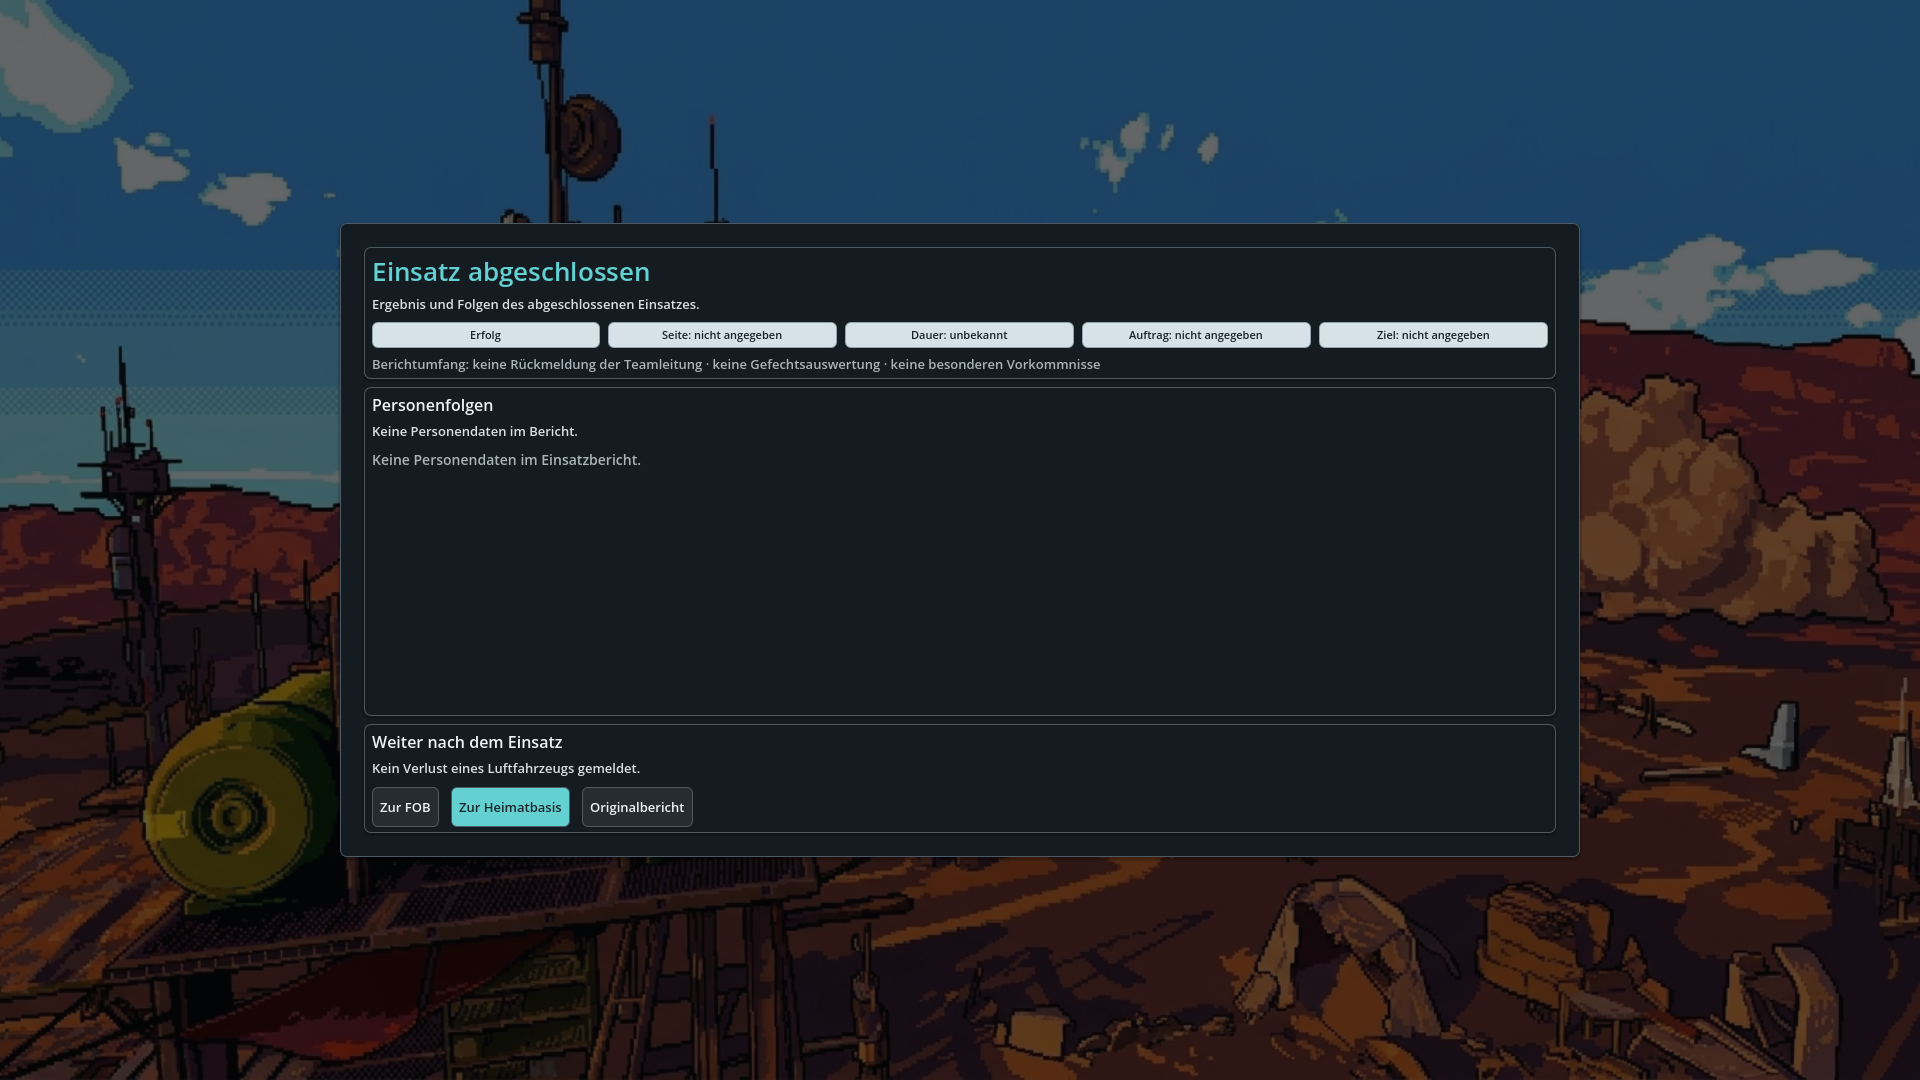 Einsatz abgeschlossen
Ergebnis und Folgen des abgeschlossenen Einsatzes.
Erfolg
Seite: nicht angegeben
Dauer: unbekannt
Auftrag: nicht angegeben
Ziel: nicht angegeben
Berichtumfang: keine Rückmeldung der Teamleitung · keine Gefechtsauswertung · keine besonderen Vorkommnisse
Personenfolgen
Keine Personendaten im Bericht.
Keine Personendaten im Einsatzbericht.
Weiter nach dem Einsatz
Kein Verlust eines Luftfahrzeugs gemeldet.
Zur FOB
Zur Heimatbasis
Originalbericht